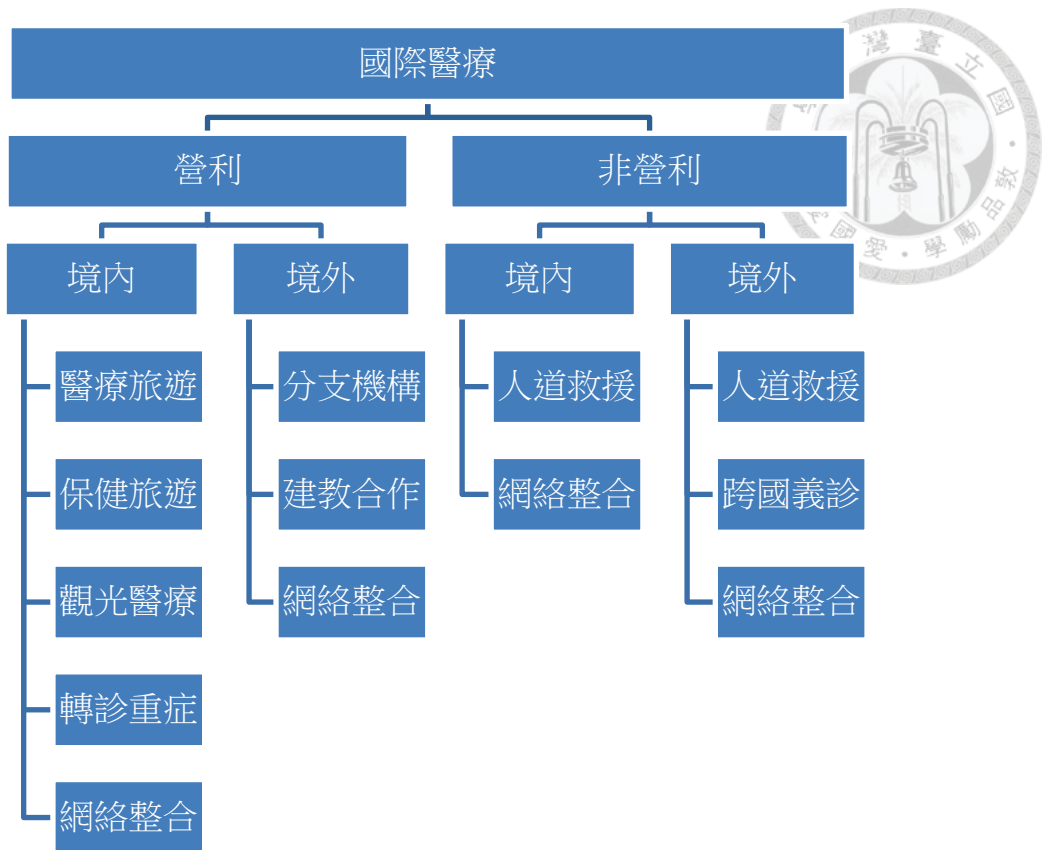 國際醫療
營利
非營利
境內
境外
境內
境外
醫療旅遊
分支機構
人道救援
人道救援
保健旅遊
建教合作
網絡整合
跨國義診
觀光醫療
網絡整合
網絡整合
轉診重症
網絡整合